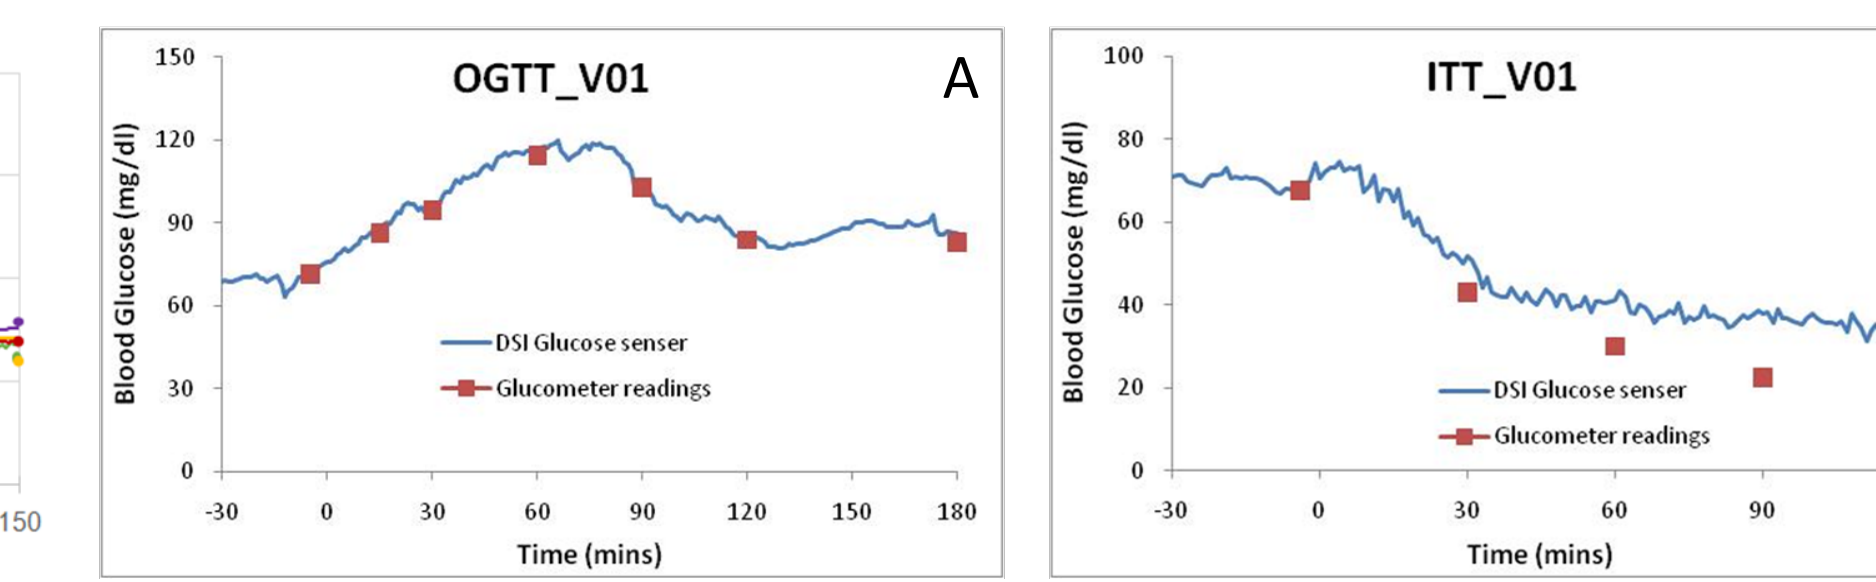 150
OGTT_V01
A
150
120
90
60
30
0
Blood Glucose (mg/dl)
DSI Glucose senser
Glucometer readings
-30 0 30 60 90 120 150 180
Time (mins)
ITT_V01
100
80
60
40
20
0
Blood Glucose (mg/dl)
DSI Glucose senser
Glucometer readings
-30 0 30 60 90
Time (mins)